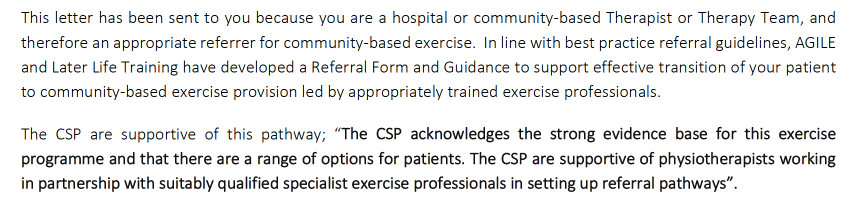 This letter has been sent to you because you are a hospital or community-based Therapist or Therapy Team, and
therefore an appropriate referrer for community-based exercise.  In line with best practice referral guidelines, AGILE
and Later Life Training have developed a Referral Form and Guidance to support effective transition of your patient
to community-based exercise provision led by appropriately trained exercise professionals.
The CSP are supportive of this pathway; “The CSP acknowledges the strong evidence base for this exercise
programme and that there are a range of options for patients. The CSP are supportive of physiotherapists working
in partnership with suitably qualified specialist exercise professionals in setting up referral pathways”.